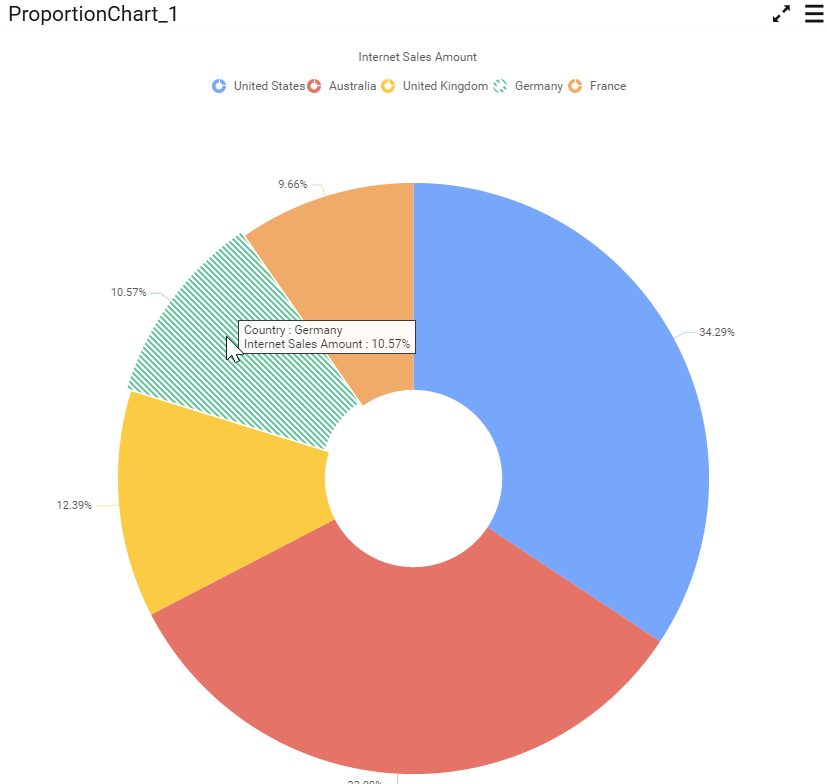 ProportionChart_1
Internet Sales Amount
United States Australia United Kingdom Germany France
9.66%
10.57%
Country : Germany
Internet Sales Amount : 10.57%
34.29%
12.39%